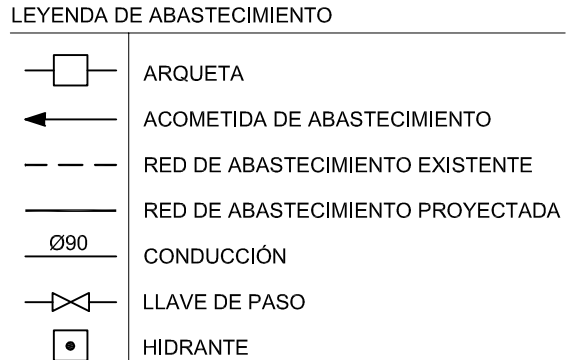 LEYENDA DE ABASTECIMIENTO
ARQUETA
ACOMETIDA DE ABASTECIMIENTO
RED DE ABASTECIMIENTO EXISTENTE
RED DE ABASTECIMIENTO PROYECTADA
Ø90 CONDUCCIÓN
LLAVE DE PASO
HIDRANTE